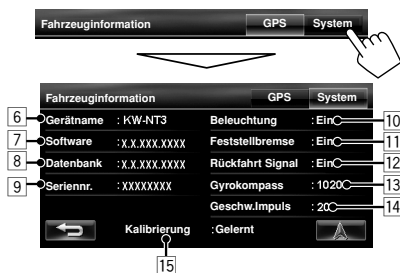 Fahrzeuginformation GPS System
Fahrzeuginformation GPS System
6 Gerätname : KW-NT3 Beleuchtung : Ein 10
7 Software : X.X.XXX.XXXX Feststellbremse : Ein 11
8 Datenbank : X.X.XXX.XXXX Rückfahrt Signal : Ein 12
9 Seriennr. : XXXXXXXX Gyrokompass : 1020 13
Geschw.Impuls : 20 14
Kalibrierung :Gelernt
15